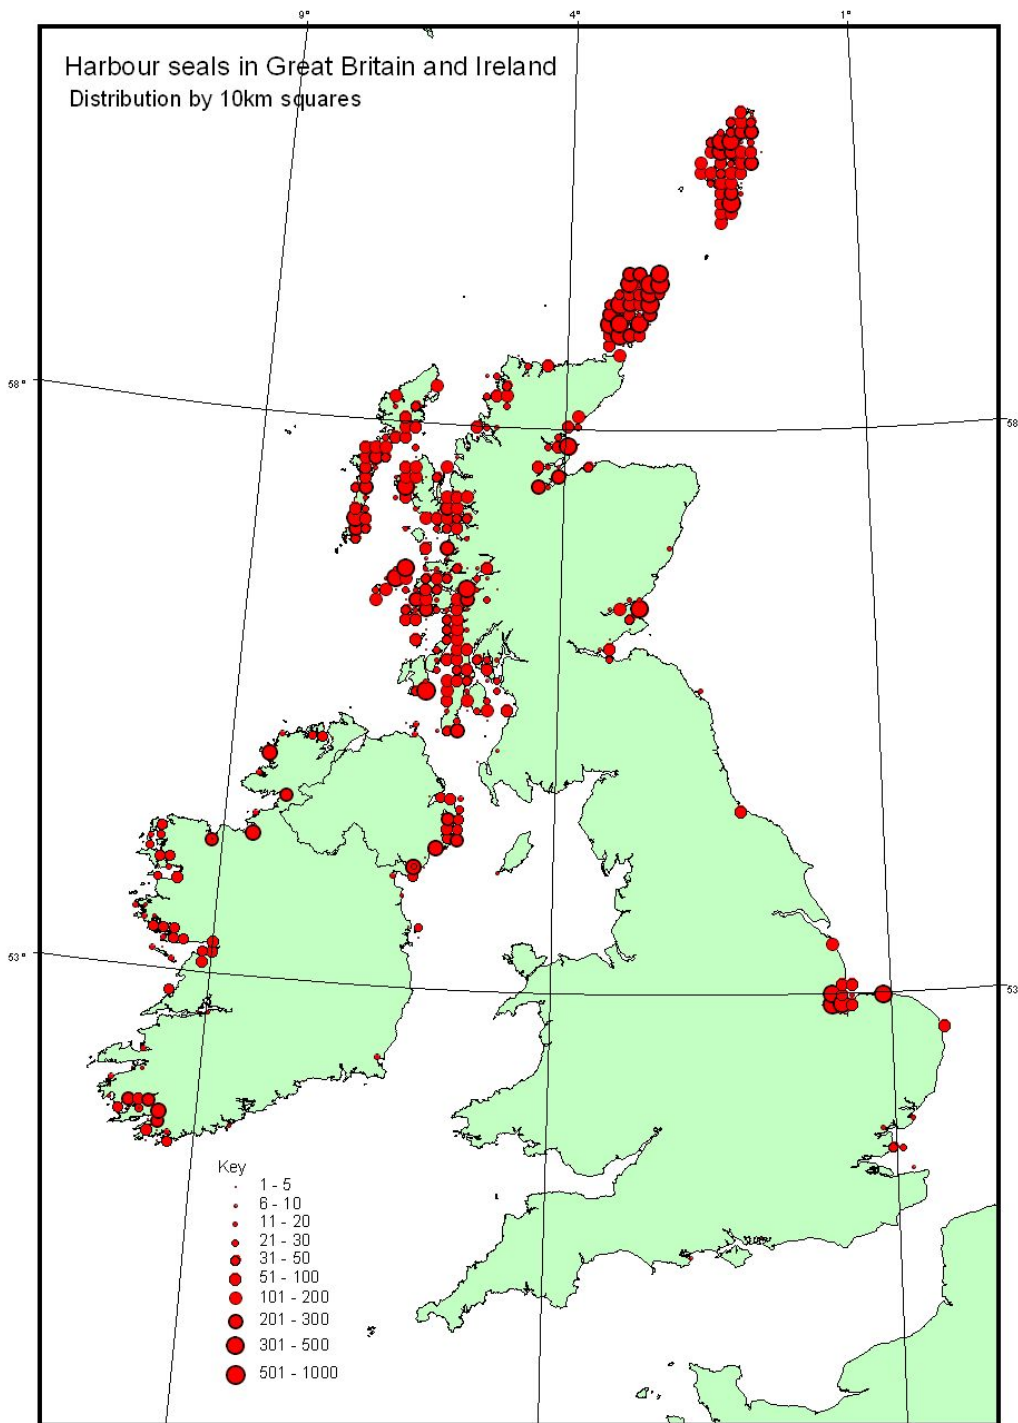 9°
4°
1°
Harbour seals in Great Britain and Ireland
Distribution by 10km squares
58°
58
53°
53
Key
1 - 5
6 - 10
11 - 20
21 - 30
31 - 50
51 - 100
101 - 200
201 - 300
301 - 500
501 - 1000